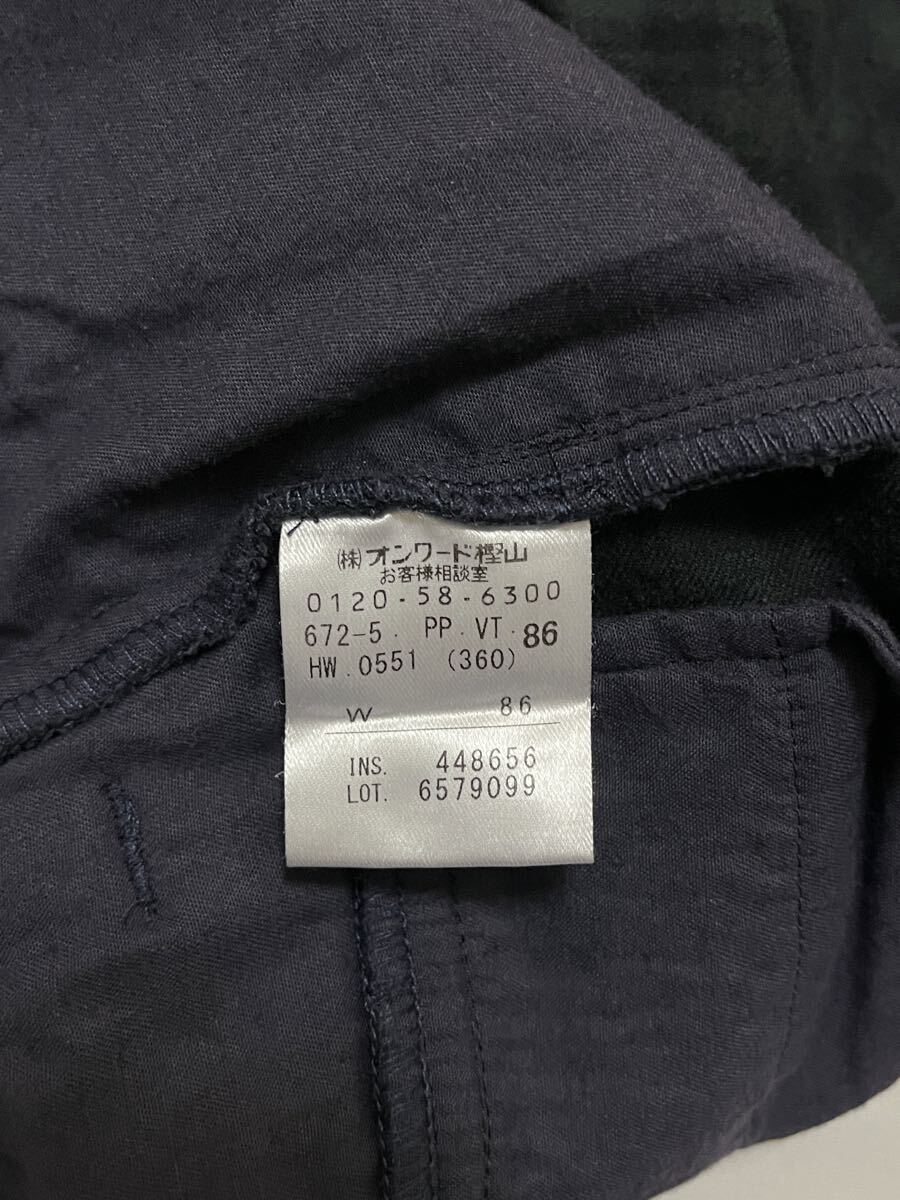 (株)オンワード樫山
お客様相談室
0120-58-6300
672-5. PP.VT.86
HW.0551 (360)
W 86
INS. 448656
LOT. 6579099